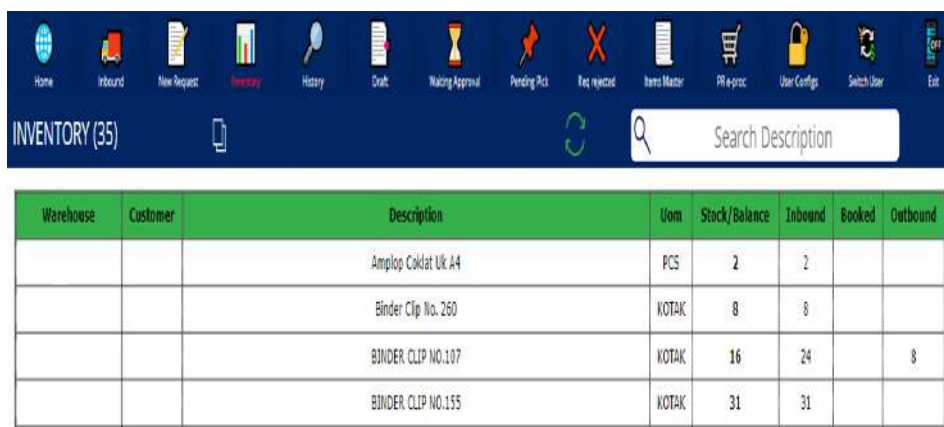 Home Inbound New Request Inventory History Draft Waiting Approval Pending Pick Req rejected Items Master PR e-proc User Configs Switch User Exit
OFF
INVENTORY (35) Search Description
Warehouse Customer Description Uom Stock/Balance Inbound Booked Outbound
Amplop Coklat Uk A4 PCS 2 2
Binder Clip No. 260 KOTAK 8 8
BINDER CLIP NO.107 KOTAK 16 24 8
BINDER CLIP NO.155 KOTAK 31 31